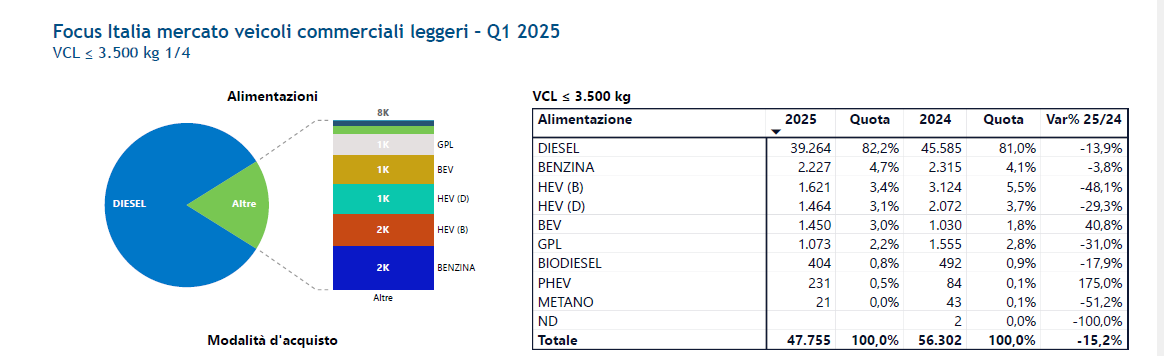 Focus Italia mercato veicoli commerciali leggeri – Q1 2025
VCL ≤ 3.500 kg 1/4
Alimentazioni
8K
DIESEL
Altre
1K GPL
1K BEV
1K HEV (D)
2K HEV (B)
2K BENZINA
Altre
Modalità d'acquisto
VCL ≤ 3.500 kg
Alimentazione 2025 Quota 2024 Quota Var% 25/24
DIESEL 39.264 82,2% 45.585 81,0% -13,9%
BENZINA 2.227 4,7% 2.315 4,1% -3,8%
HEV (B) 1.621 3,4% 3.124 5,5% -48,1%
HEV (D) 1.464 3,1% 2.072 3,7% -29,3%
BEV 1.450 3,0% 1.030 1,8% 40,8%
GPL 1.073 2,2% 1.555 2,8% -31,0%
BIODIESEL 404 0,8% 492 0,9% -17,9%
PHEV 231 0,5% 84 0,1% 175,0%
METANO 21 0,0% 43 0,1% -51,2%
ND 2 0,0% -100,0%
Totale 47.755 100,0% 56.302 100,0% -15,2%